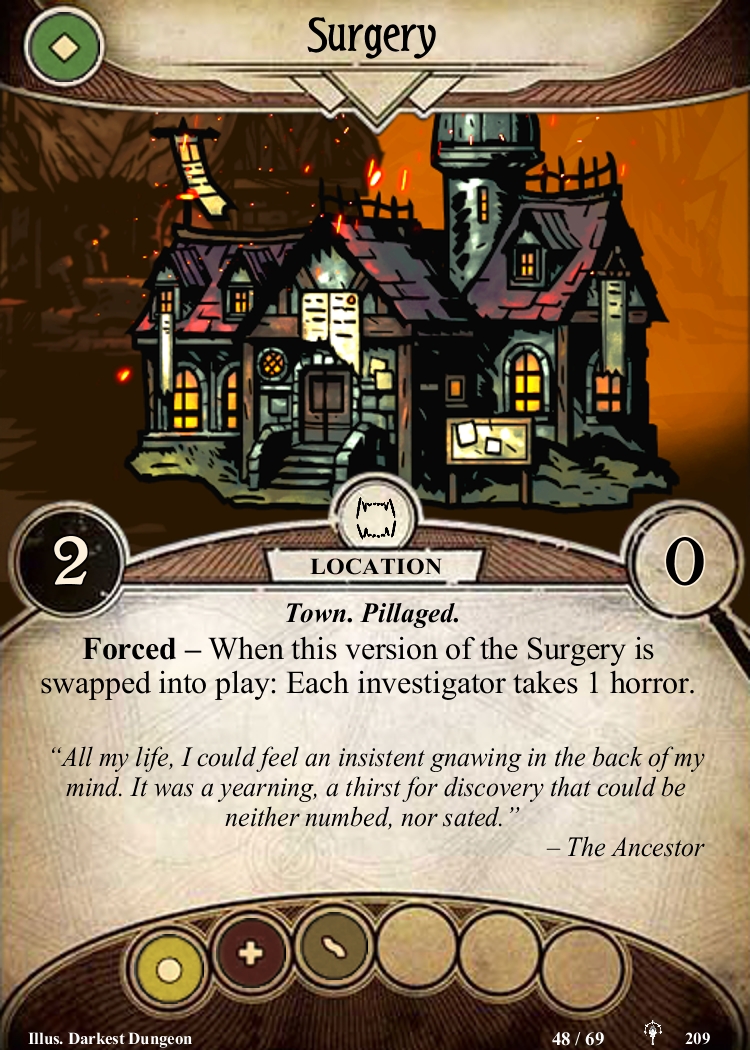 Surgery
2
LOCATION
0
Town. Pillaged.
Forced – When this version of the Surgery is
swapped into play: Each investigator takes 1 horror.
“All my life, I could feel an insistent gnawing in the back of my
mind. It was a yearning, a thirst for discovery that could be
neither numbed, nor sated.”
– The Ancestor
Illus. Darkest Dungeon
48 / 69
209